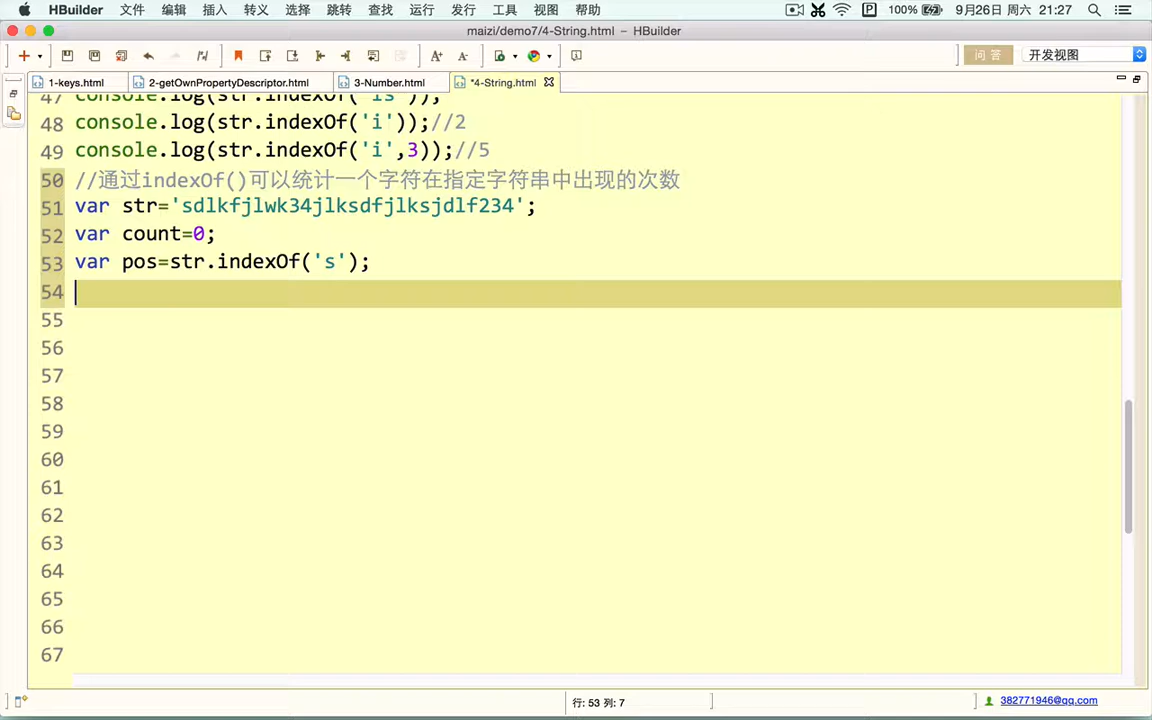 HBuilder 文件 编辑 插入 转义 选择 跳转 查找 运行 发行 工具 视图 帮助 100% 9月26日 周六 21:27
maizi/demo7/4-String.html — HBuilder
问答 开发视图
1-keys.html 2-getOwnPropertyDescriptor.html 3-Number.html *4-String.html
47 console.log(str.indexOf('is'));
48 console.log(str.indexOf('i'));//2
49 console.log(str.indexOf('i',3));//5
50 //通过indexOf()可以统计一个字符在指定字符串中出现的次数
51 var str='sdlkfjlwk34jlksdfjlksjdlf234';
52 var count=0;
53 var pos=str.indexOf('s');
54
55
56
57
58
59
60
61
62
63
64
65
66
67
行: 53 列: 7 382771946@qq.com